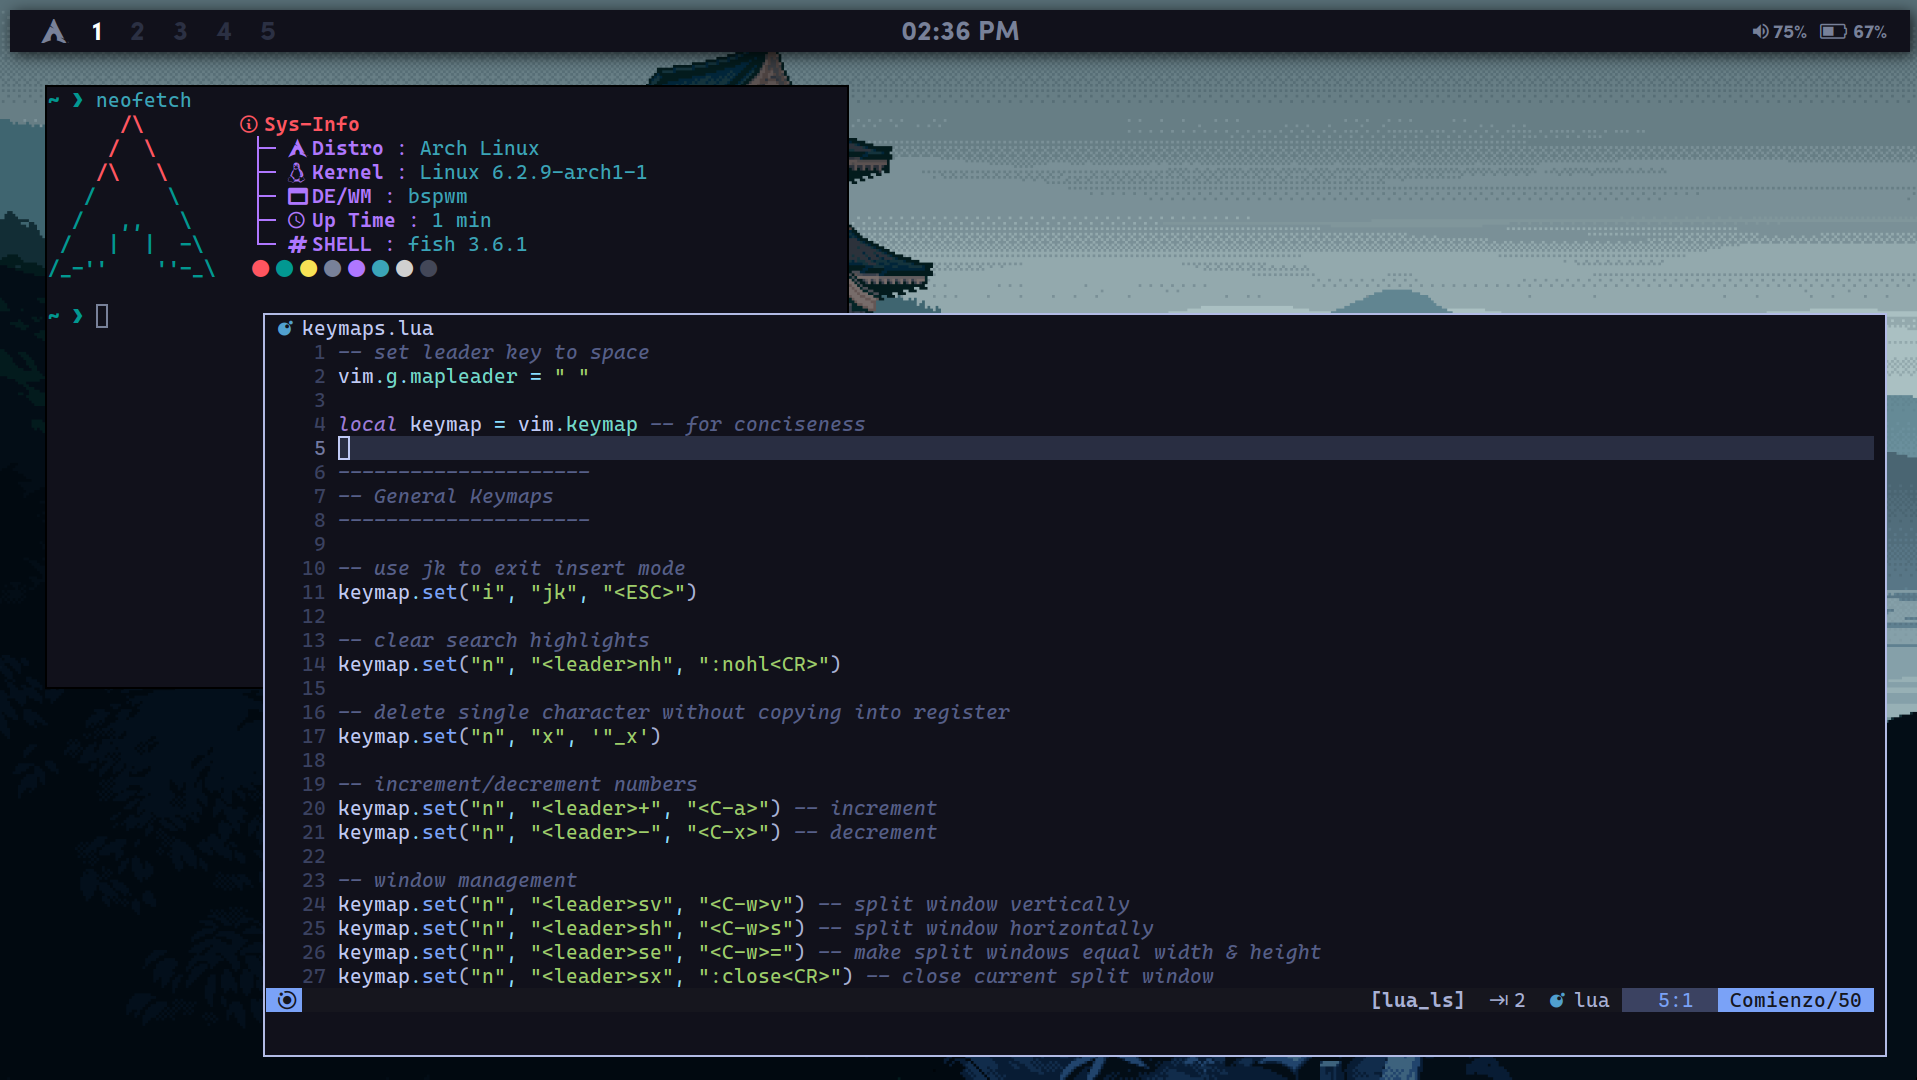 1 2 3 4 5
02:36 PM
75% 67%
~ ❯ neofetch
Sys-Info
Distro : Arch Linux
Kernel : Linux 6.2.9-arch1-1
DE/WM : bspwm
Up Time : 1 min
# SHELL : fish 3.6.1
~ ❯
keymaps.lua
1 -- set leader key to space
2 vim.g.mapleader = " "
3
4 local keymap = vim.keymap -- for conciseness
5
6 ---------------------
7 -- General Keymaps
8 ---------------------
9
10 -- use jk to exit insert mode
11 keymap.set("i", "jk", "<ESC>")
12
13 -- clear search highlights
14 keymap.set("n", "<leader>nh", ":nohl<CR>")
15
16 -- delete single character without copying into register
17 keymap.set("n", "x", '"_x')
18
19 -- increment/decrement numbers
20 keymap.set("n", "<leader>+", "<C-a>") -- increment
21 keymap.set("n", "<leader>-", "<C-x>") -- decrement
22
23 -- window management
24 keymap.set("n", "<leader>sv", "<C-w>v") -- split window vertically
25 keymap.set("n", "<leader>sh", "<C-w>s") -- split window horizontally
26 keymap.set("n", "<leader>se", "<C-w>=") -- make split windows equal width & height
27 keymap.set("n", "<leader>sx", ":close<CR>") -- close current split window
[lua_ls] 2 lua 5:1 Comienzo/50